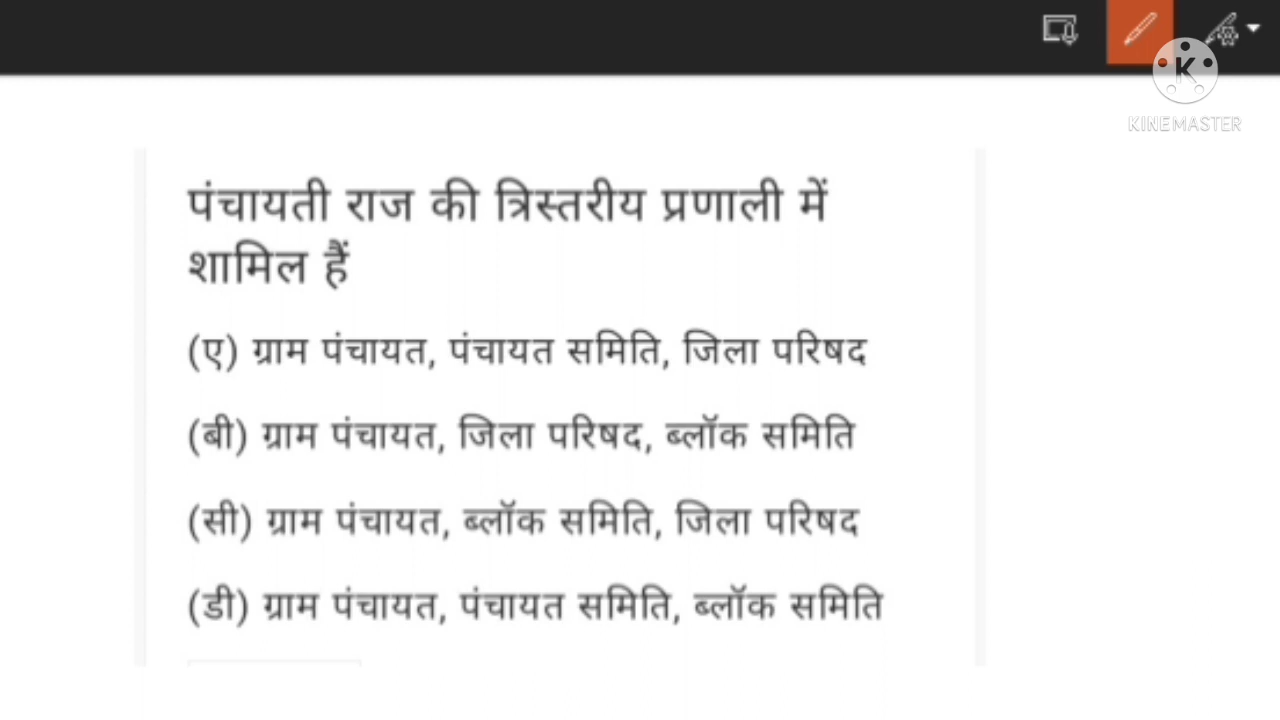 KINEMASTER
पंचायती राज की त्रिस्तरीय प्रणाली में
शामिल हैं
(ए) ग्राम पंचायत, पंचायत समिति, जिला परिषद
(बी) ग्राम पंचायत, जिला परिषद, ब्लॉक समिति
(सी) ग्राम पंचायत, ब्लॉक समिति, जिला परिषद
(डी) ग्राम पंचायत, पंचायत समिति, ब्लॉक समिति